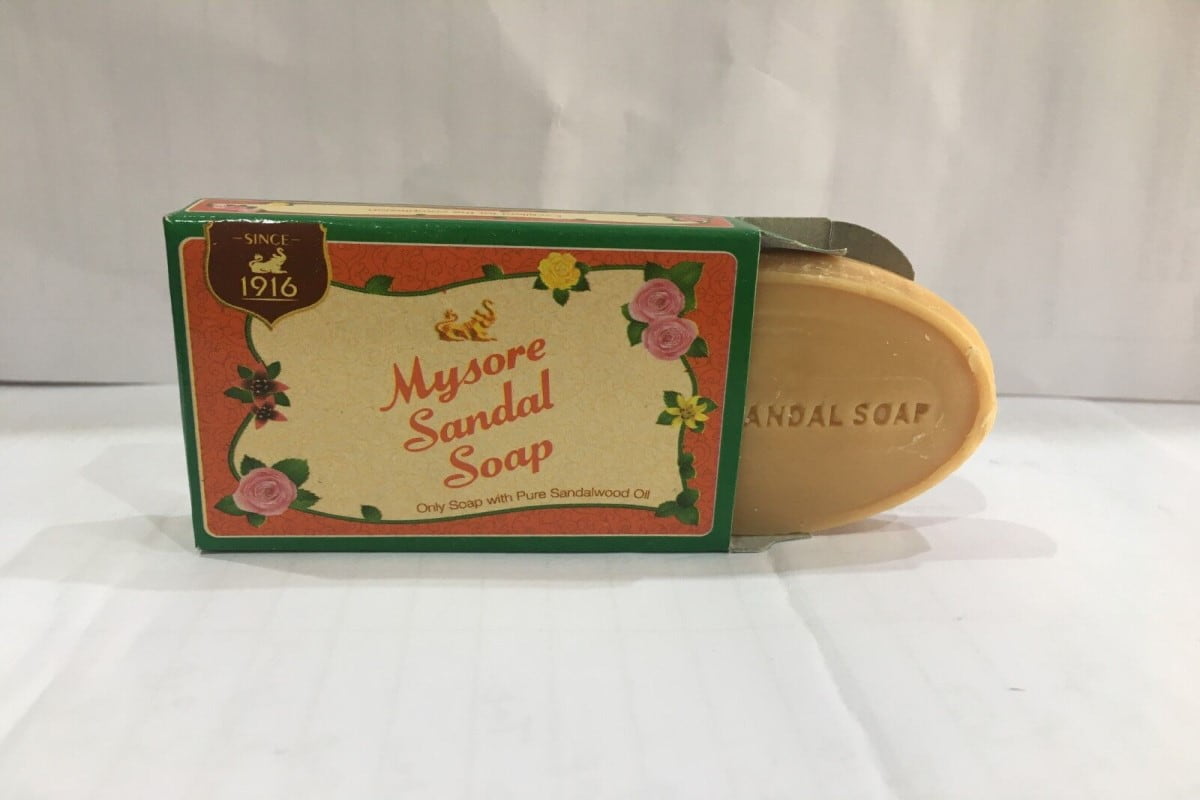 SINCE
1916
Mysore
Sandal
Soap
Only Soap with Pure Sandalwood Oil
ANDAL SOAP